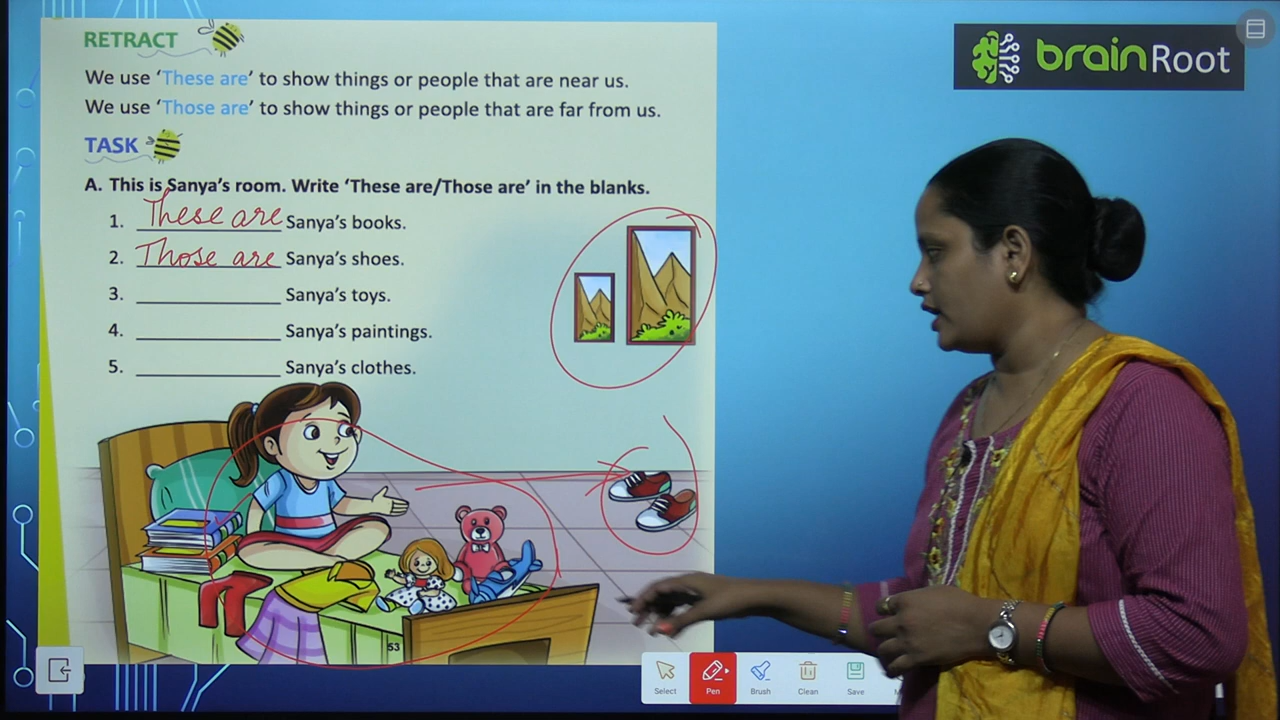 RETRACT
We use ‘These are’ to show things or people that are near us.
We use ‘Those are’ to show things or people that are far from us.
TASK
A. This is Sanya’s room. Write ‘These are/Those are’ in the blanks.
1. These are Sanya’s books.
2. Those are Sanya’s shoes.
3. ____________ Sanya’s toys.
4. ____________ Sanya’s paintings.
5. ____________ Sanya’s clothes.
53
brainRoot
Select Pen Brush Clean Save